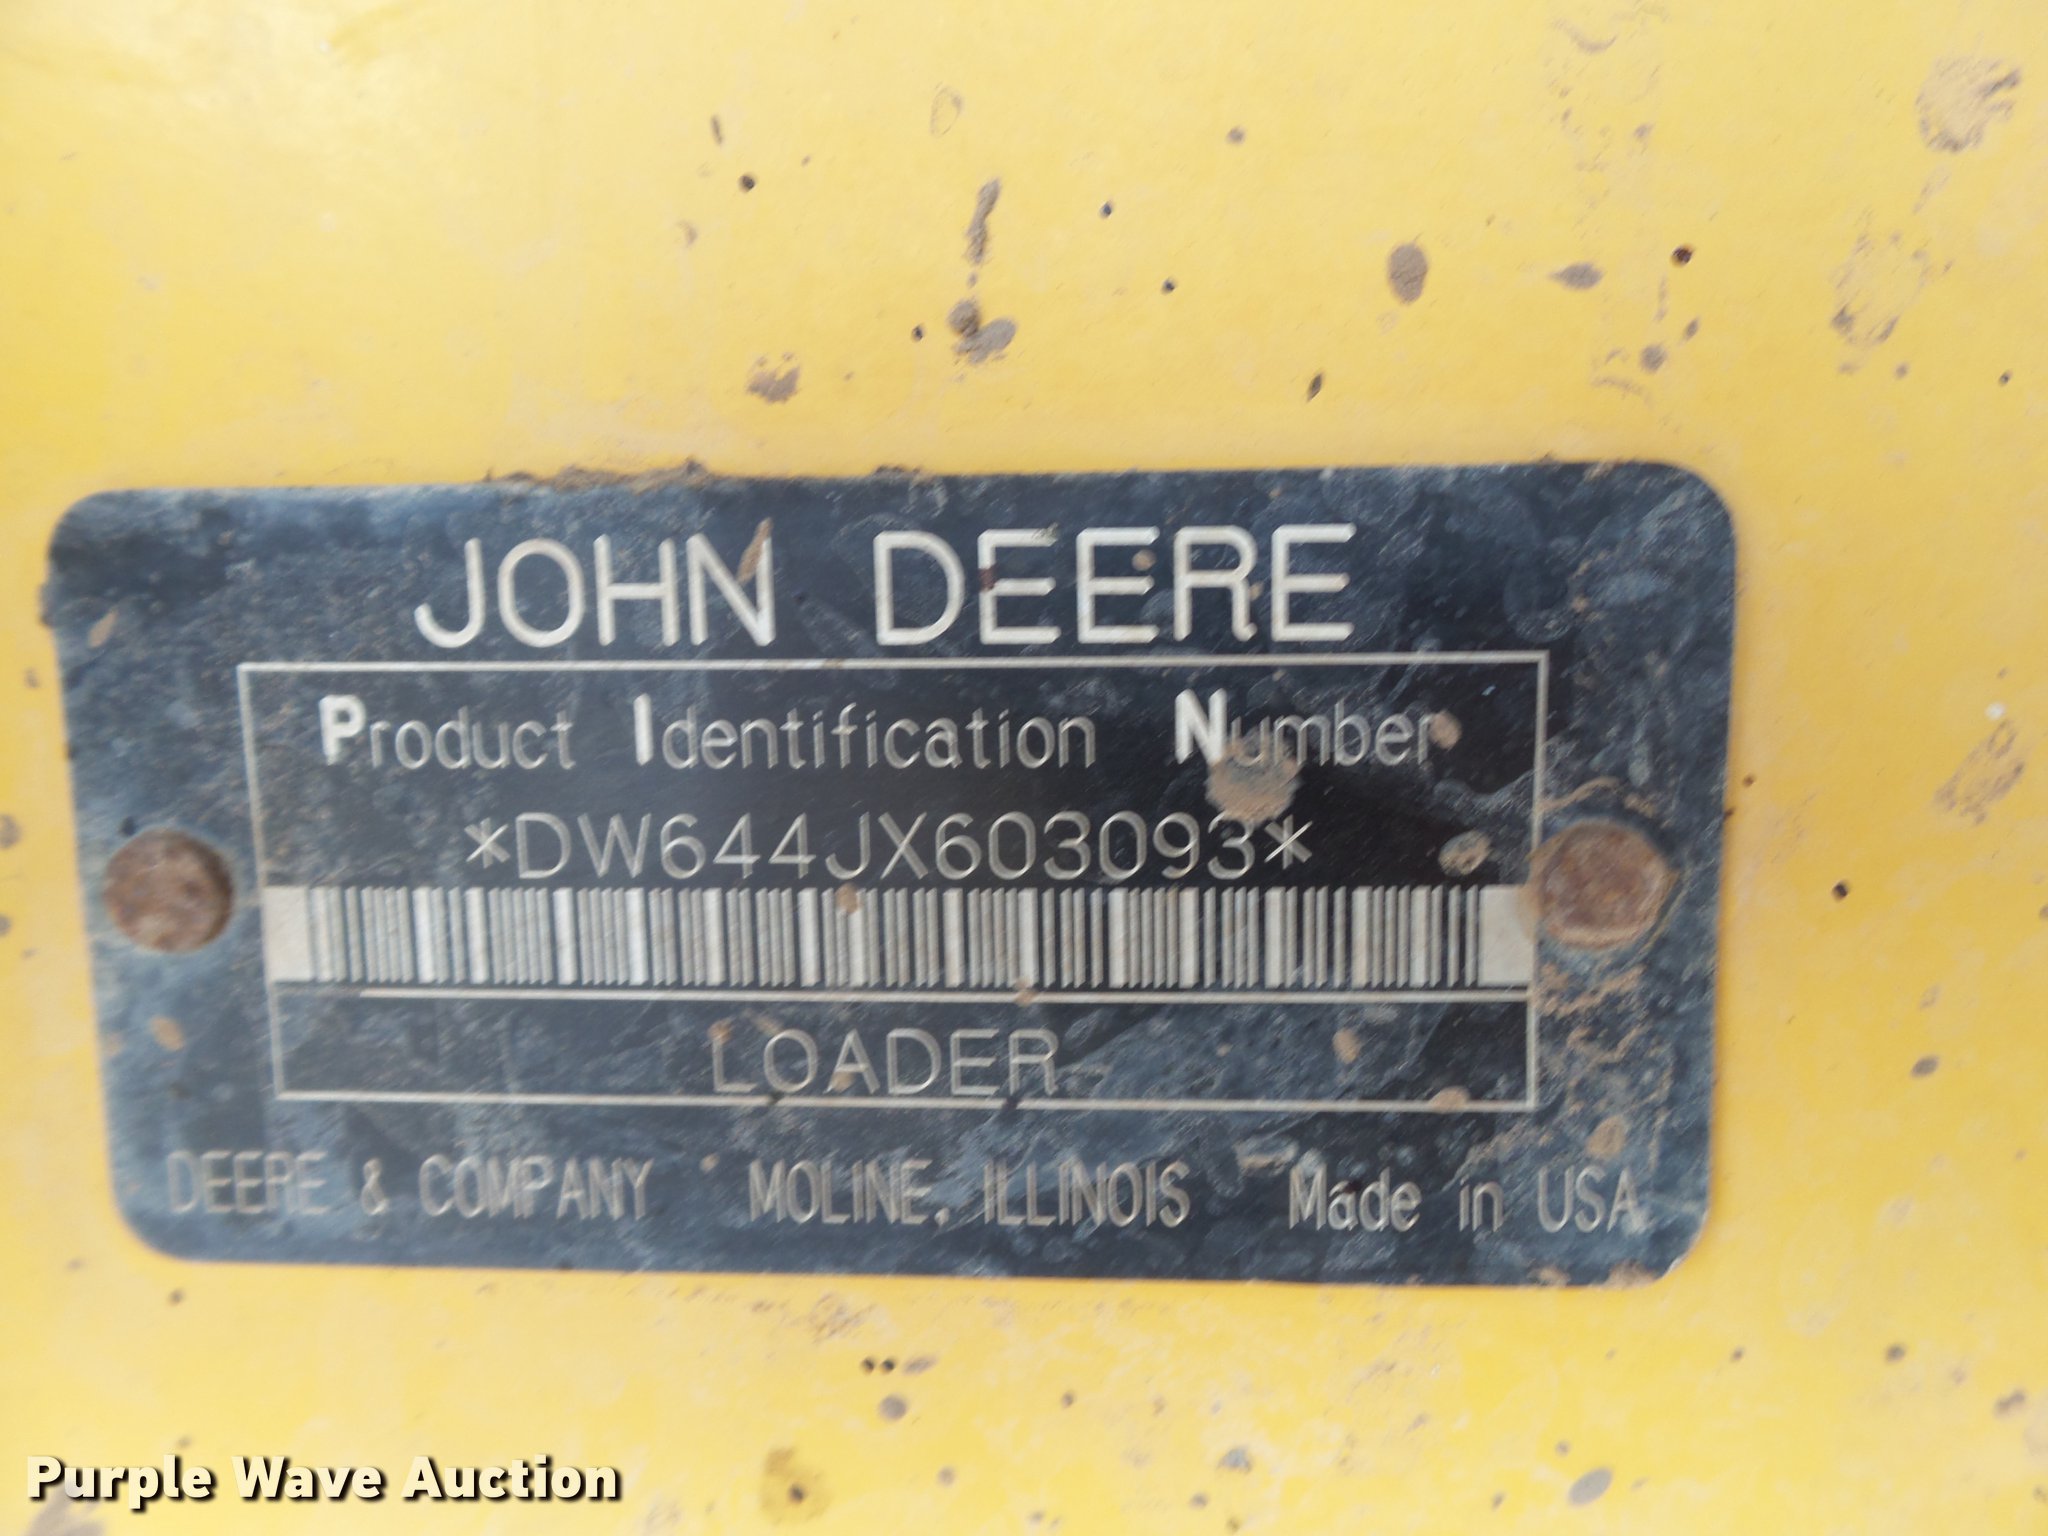 JOHN DEERE
Product Identification Number
*DW644JX603093*
LOADER
DEERE & COMPANY MOLINE, ILLINOIS Made in USA
Purple Wave Auction